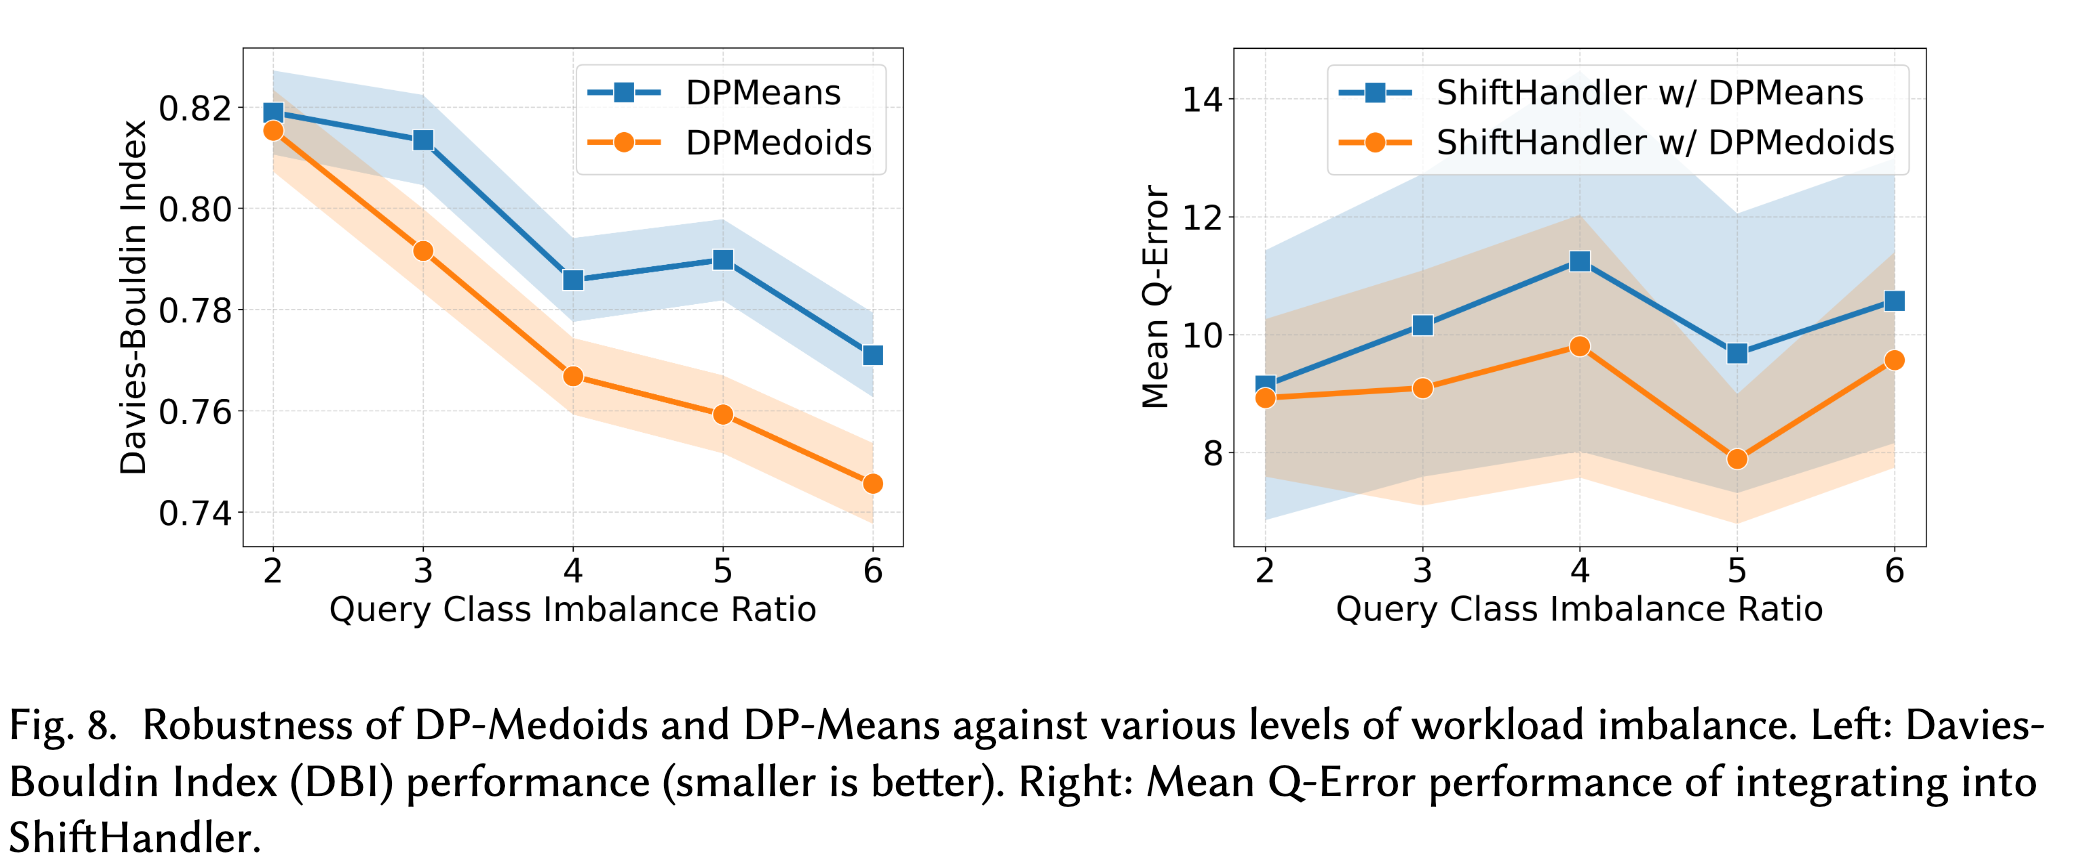 DPMeans
DPMedoids
0.82
0.80
0.78
0.76
0.74
Davies-Bouldin Index
2 3 4 5 6
Query Class Imbalance Ratio
ShiftHandler w/ DPMeans
ShiftHandler w/ DPMedoids
14
12
10
8
Mean Q-Error
2 3 4 5 6
Query Class Imbalance Ratio
Fig. 8. Robustness of DP-Medoids and DP-Means against various levels of workload imbalance. Left: Davies-
Bouldin Index (DBI) performance (smaller is better). Right: Mean Q-Error performance of integrating into
ShiftHandler.